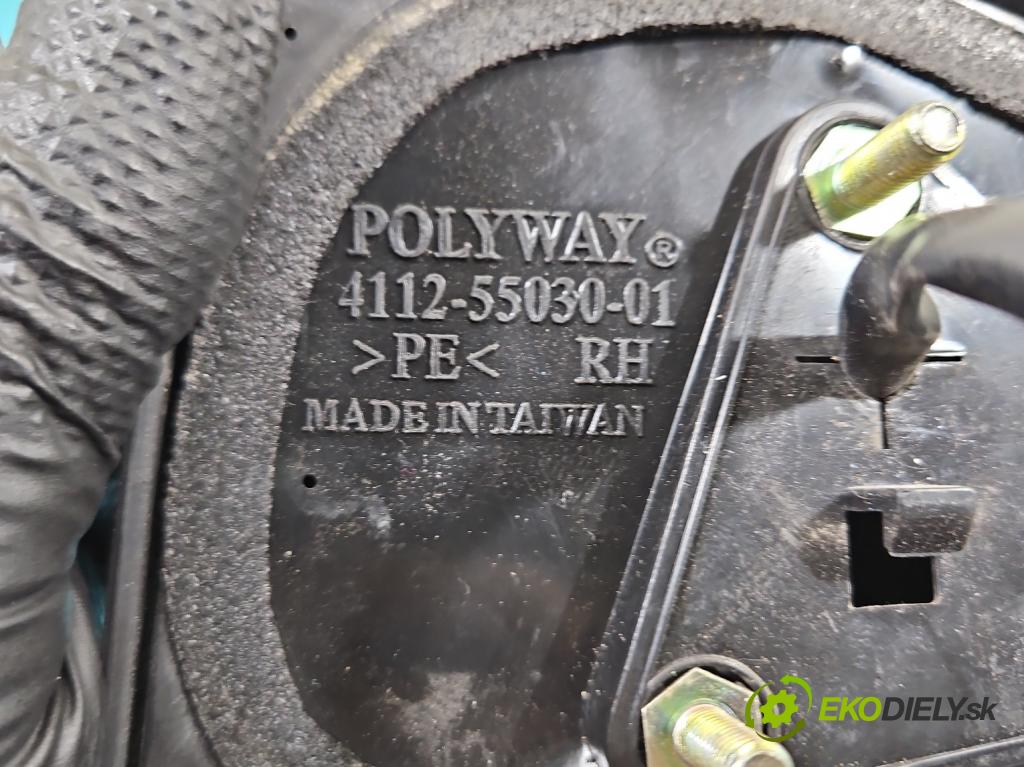 POLYWAY®
4112-55030-01
>PE< RH
MADE IN TAIWAN
EKODIELY.sk